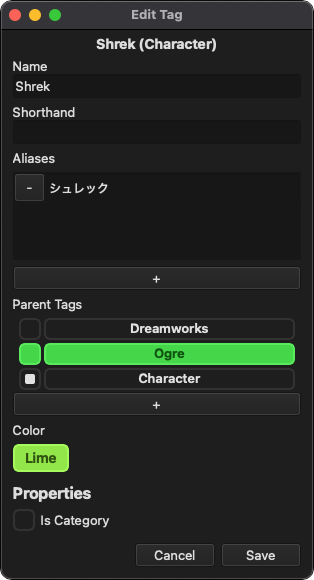 Edit Tag
Shrek (Character)
Name
Shrek
Shorthand
Aliases
- シュレック
+
Parent Tags
Dreamworks
Ogre
Character
+
Color
Lime
Properties
Is Category
Cancel Save